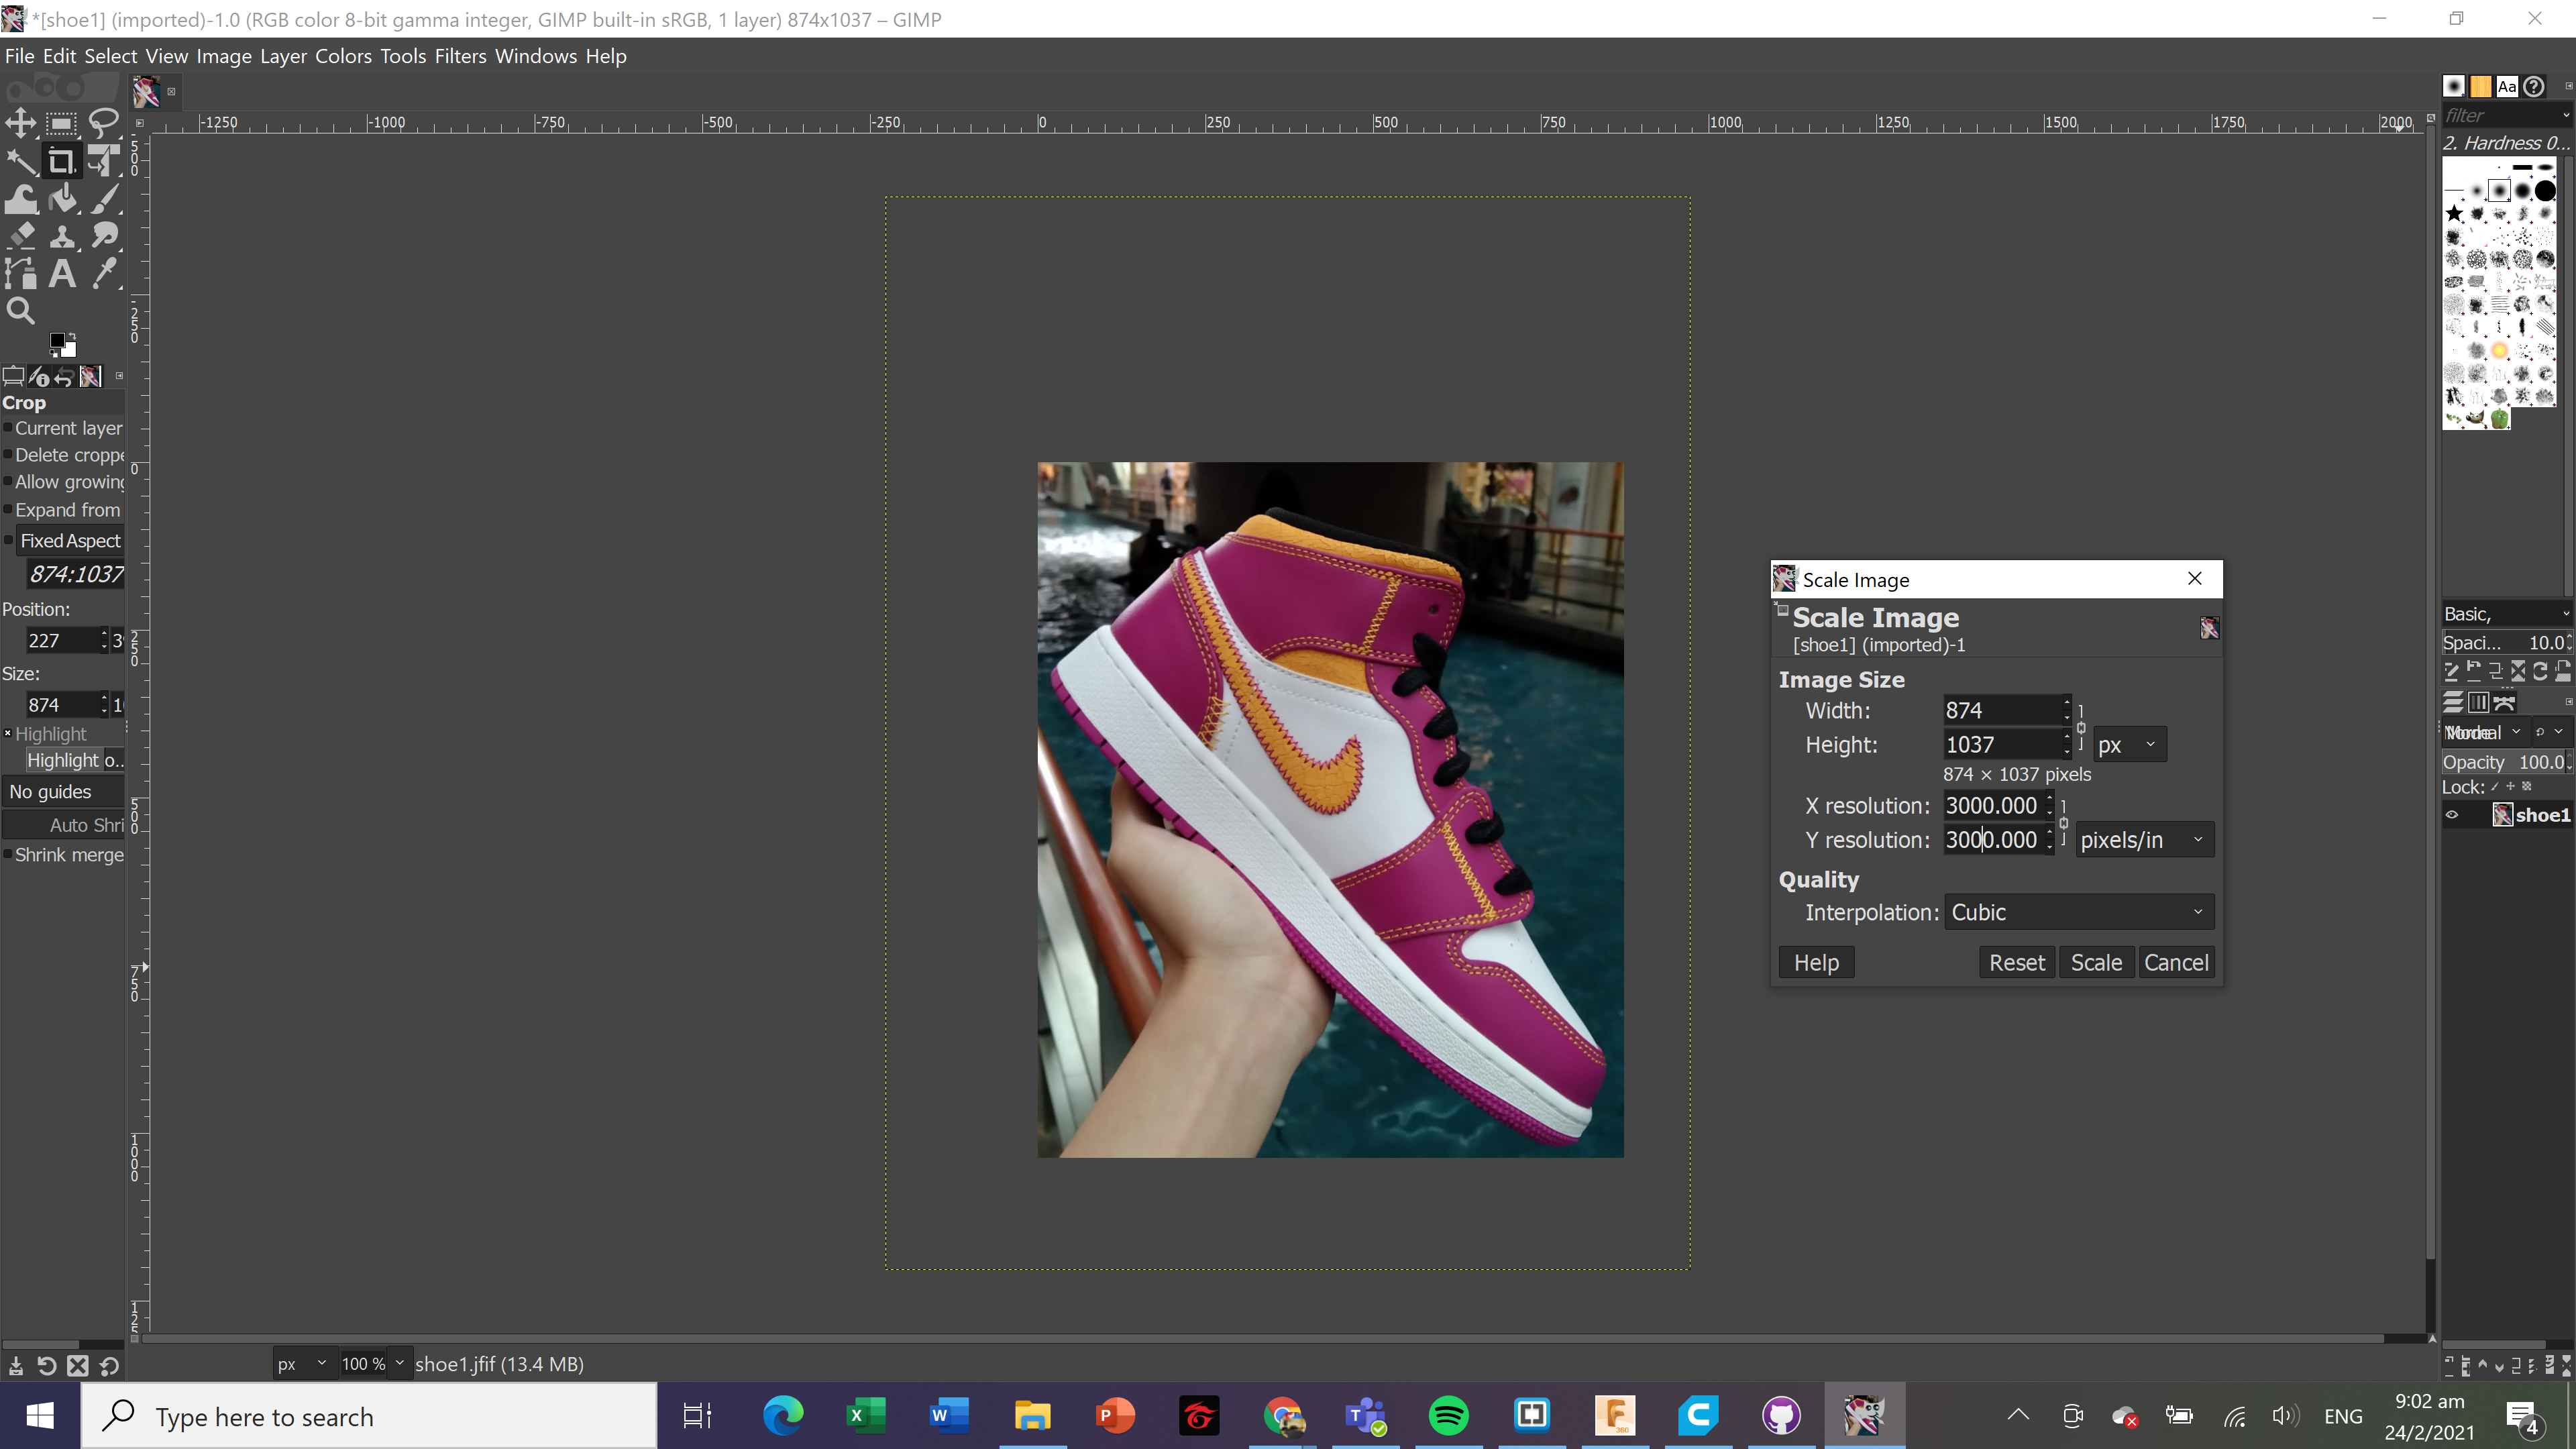 *[shoe1] (imported)-1.0 (RGB color 8-bit gamma integer, GIMP built-in sRGB, 1 layer) 874x1037 – GIMP
File Edit Select View Image Layer Colors Tools Filters Windows Help
-1250 -1000 -750 -500 -250 0 250 500 750 1000 1250 1500 1750 2000
Aa
filter
2. Hardness 0...
Crop
Current layer
Delete croppe
Allow growing
Expand from
Fixed Aspect
874:1037
Position:
227
Size:
874
Highlight
Highlight o...
No guides
Auto Shri
Shrink merge
Scale Image
Scale Image
[shoe1] (imported)-1
Image Size
Width: 874
Height: 1037 px
874 × 1037 pixels
X resolution: 3000.000
Y resolution: 3000.000 pixels/in
Quality
Interpolation: Cubic
Help Reset Scale Cancel
Basic,
Spaci... 10.0
Opacity 100.0
Lock:
shoe1
px 100 % shoe1.jfif (13.4 MB)
Type here to search
ENG
9:02 am
24/2/2021
4